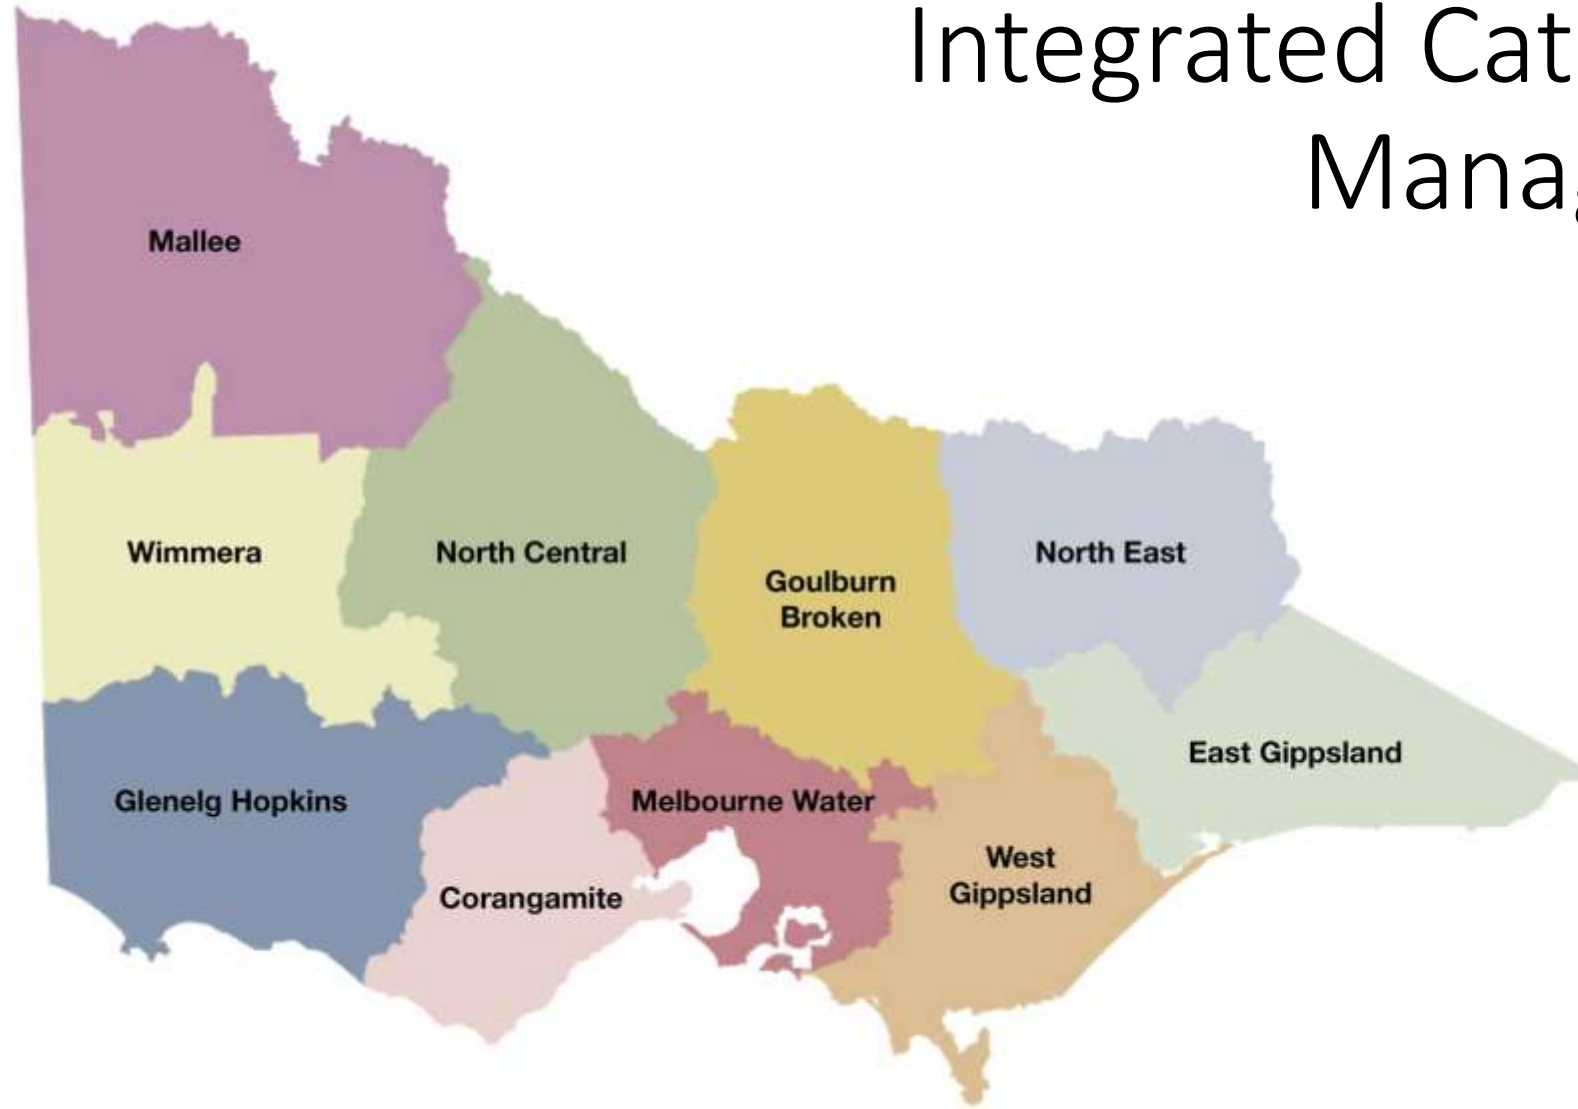 Integrated Cat
Manag
Mallee
Wimmera
North Central
Goulburn
Broken
North East
East Gippsland
Glenelg Hopkins
Melbourne Water
West
Gippsland
Corangamite